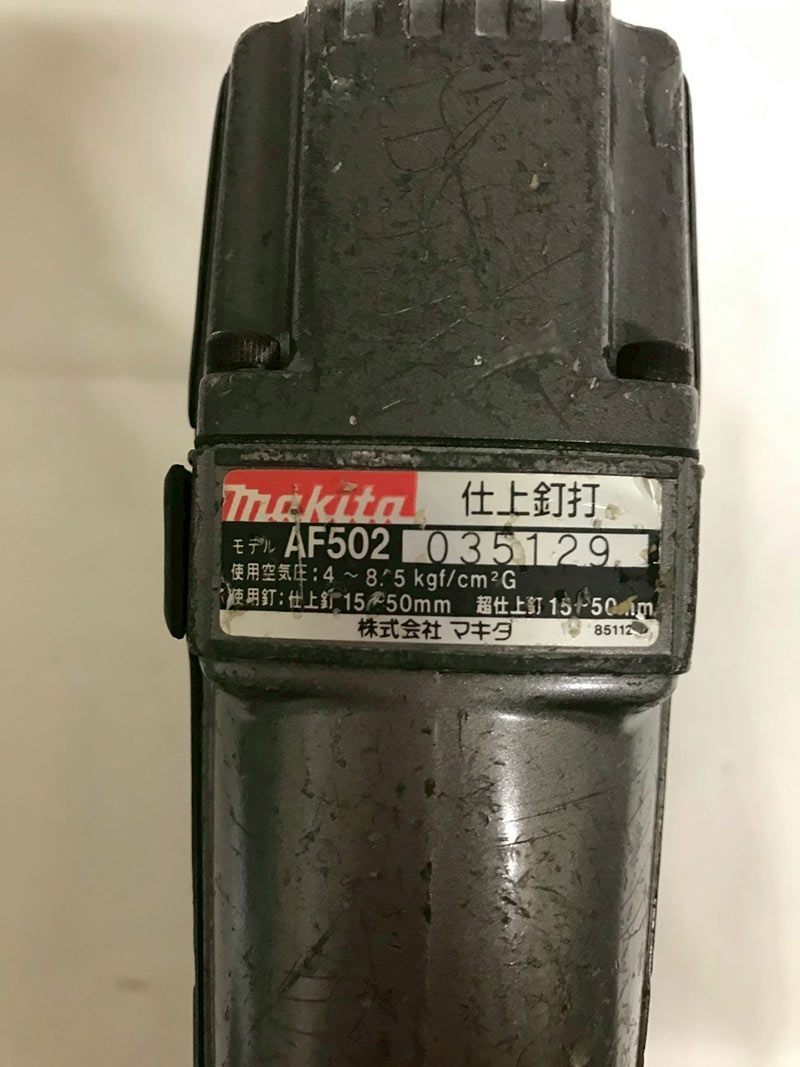 makita 仕上釘打
モデル AF502 035129
使用空気圧:4 ~ 8.5 kgf/cm²G
使用釘:仕上釘 15~50mm 超仕上釘 15~50mm
株式会社 マキタ